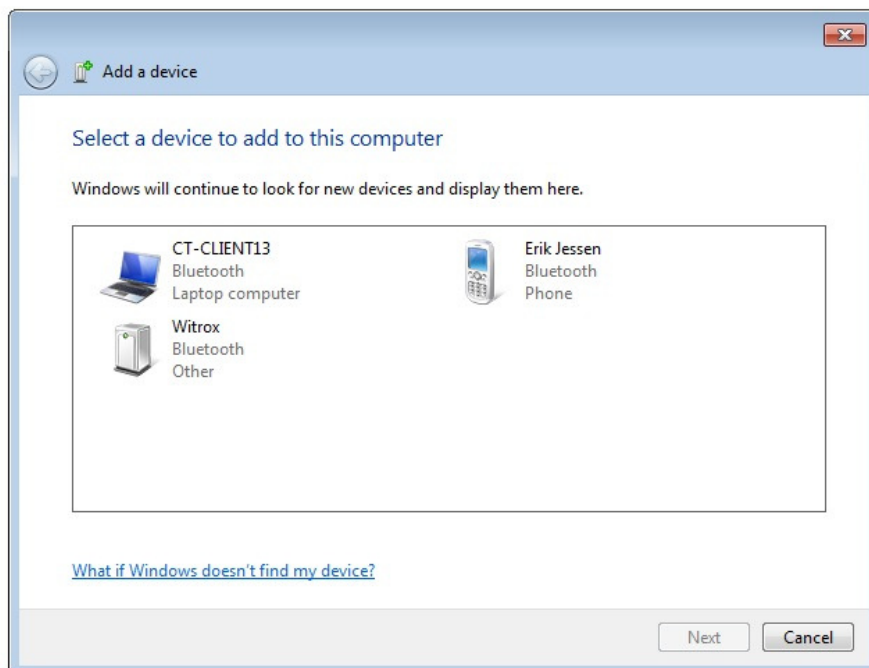 Add a device
Select a device to add to this computer
Windows will continue to look for new devices and display them here.
CT-CLIENT13
Bluetooth
Laptop computer
Erik Jessen
Bluetooth
Phone
Witrox
Bluetooth
Other
What if Windows doesn't find my device?
Next
Cancel